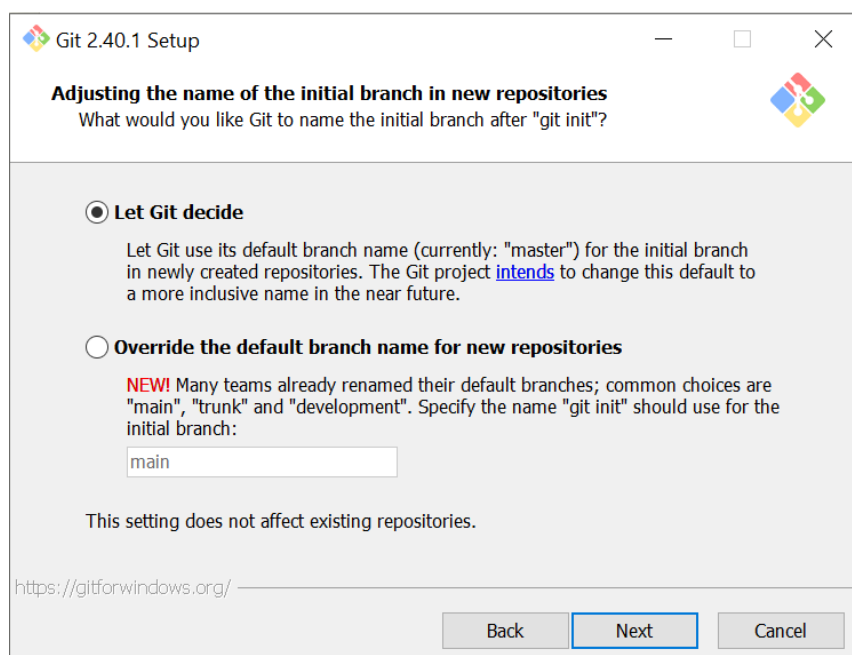 Git 2.40.1 Setup
Adjusting the name of the initial branch in new repositories
What would you like Git to name the initial branch after "git init"?
Let Git decide
Let Git use its default branch name (currently: "master") for the initial branch
in newly created repositories. The Git project intends to change this default to
a more inclusive name in the near future.
Override the default branch name for new repositories
NEW! Many teams already renamed their default branches; common choices are
"main", "trunk" and "development". Specify the name "git init" should use for the
initial branch:
main
This setting does not affect existing repositories.
https://gitforwindows.org/
Back Next Cancel